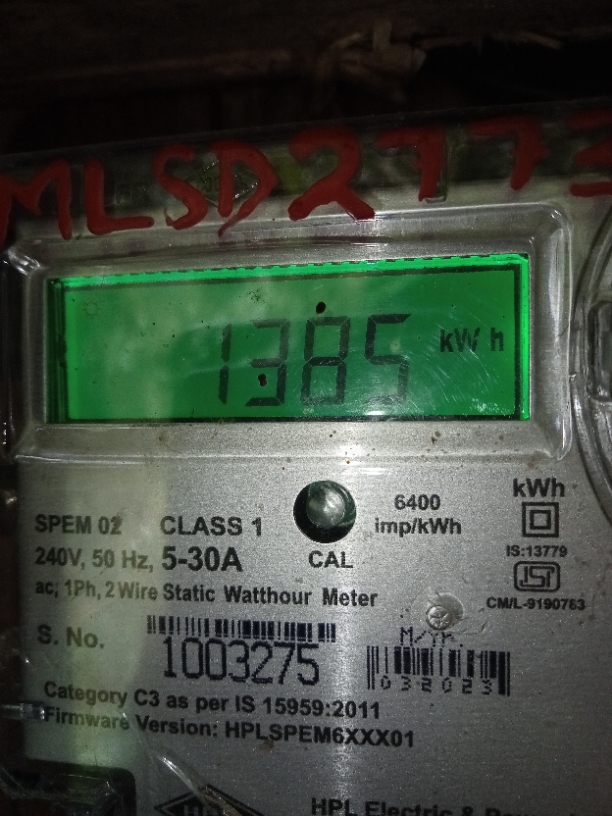 MLSD2773
1385 kWh
SPEM 02 CLASS 1
240V, 50 Hz, 5-30A
ac, 1Ph, 2 Wire Static Watthour Meter
CAL
6400
imp/kWh
kWh
IS:13779
ISI
CM/L-9190763
S. No.
1003275
M/Yr.
032023
Category C3 as per IS 15959:2011
Firmware Version: HPLSPEM6XXX01
HPL Electric &